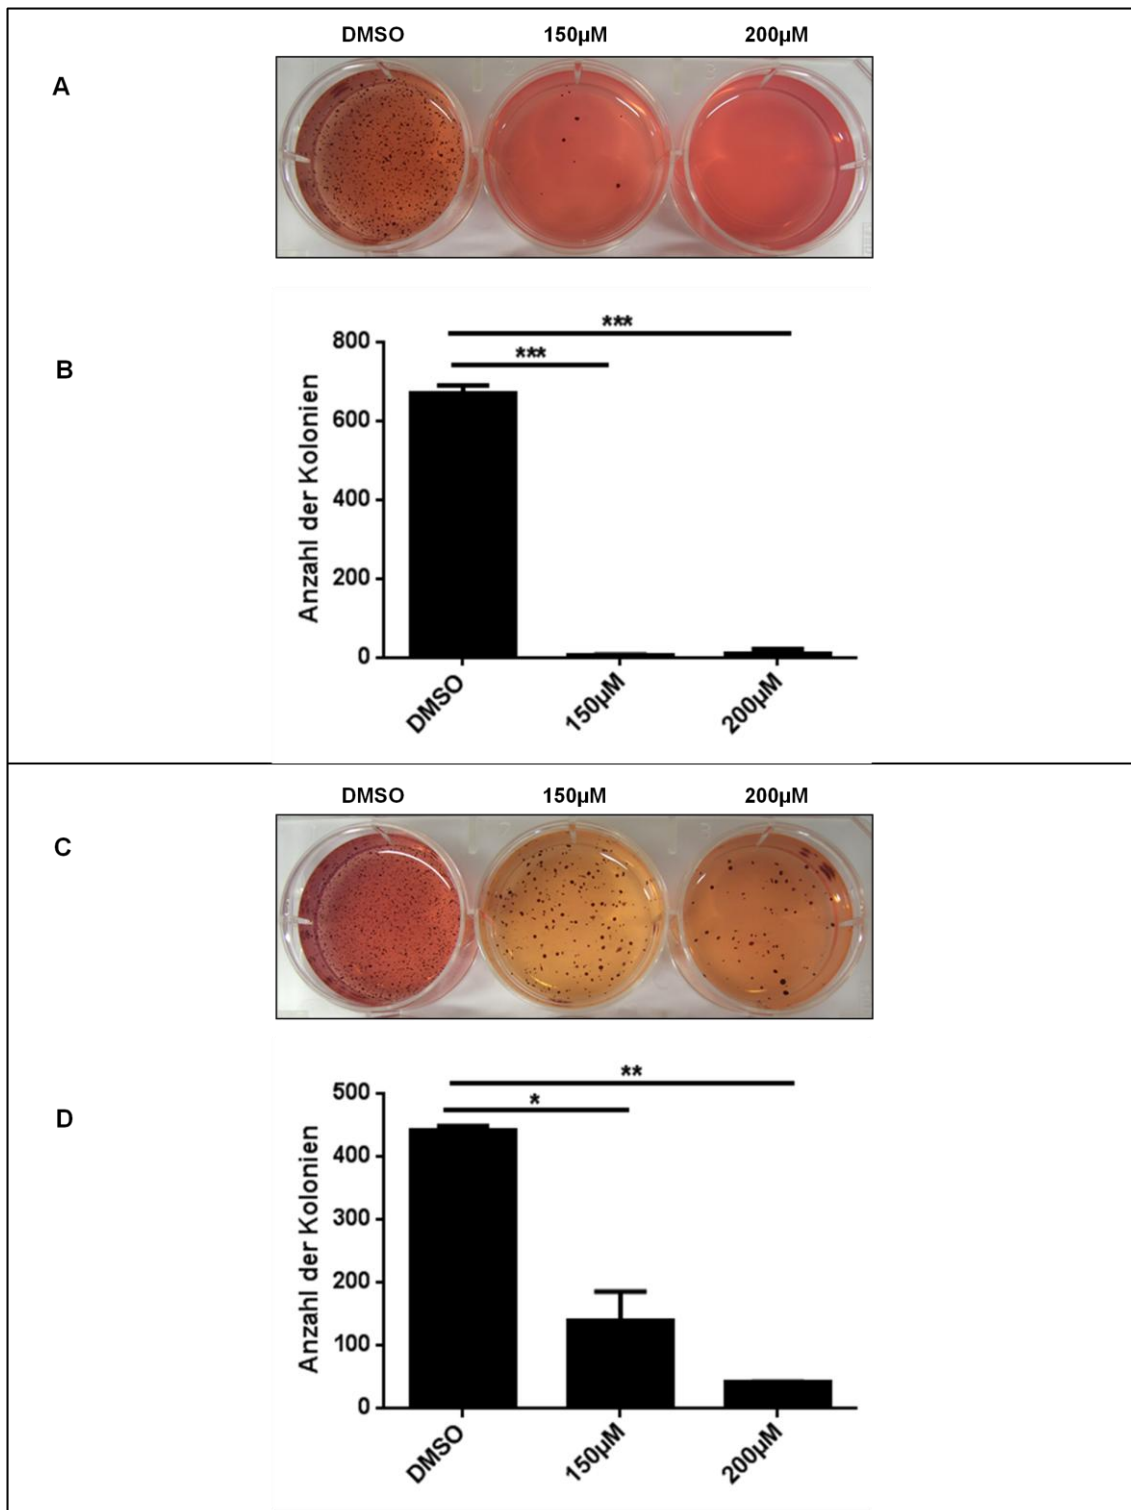 DMSO 150µM 200µM
A
B
***
***
800
600
400
200
0
Anzahl der Kolonien
DMSO
150µM
200µM
DMSO 150µM 200µM
C
D
**
*
500
400
300
200
100
0
Anzahl der Kolonien
DMSO
150µM
200µM